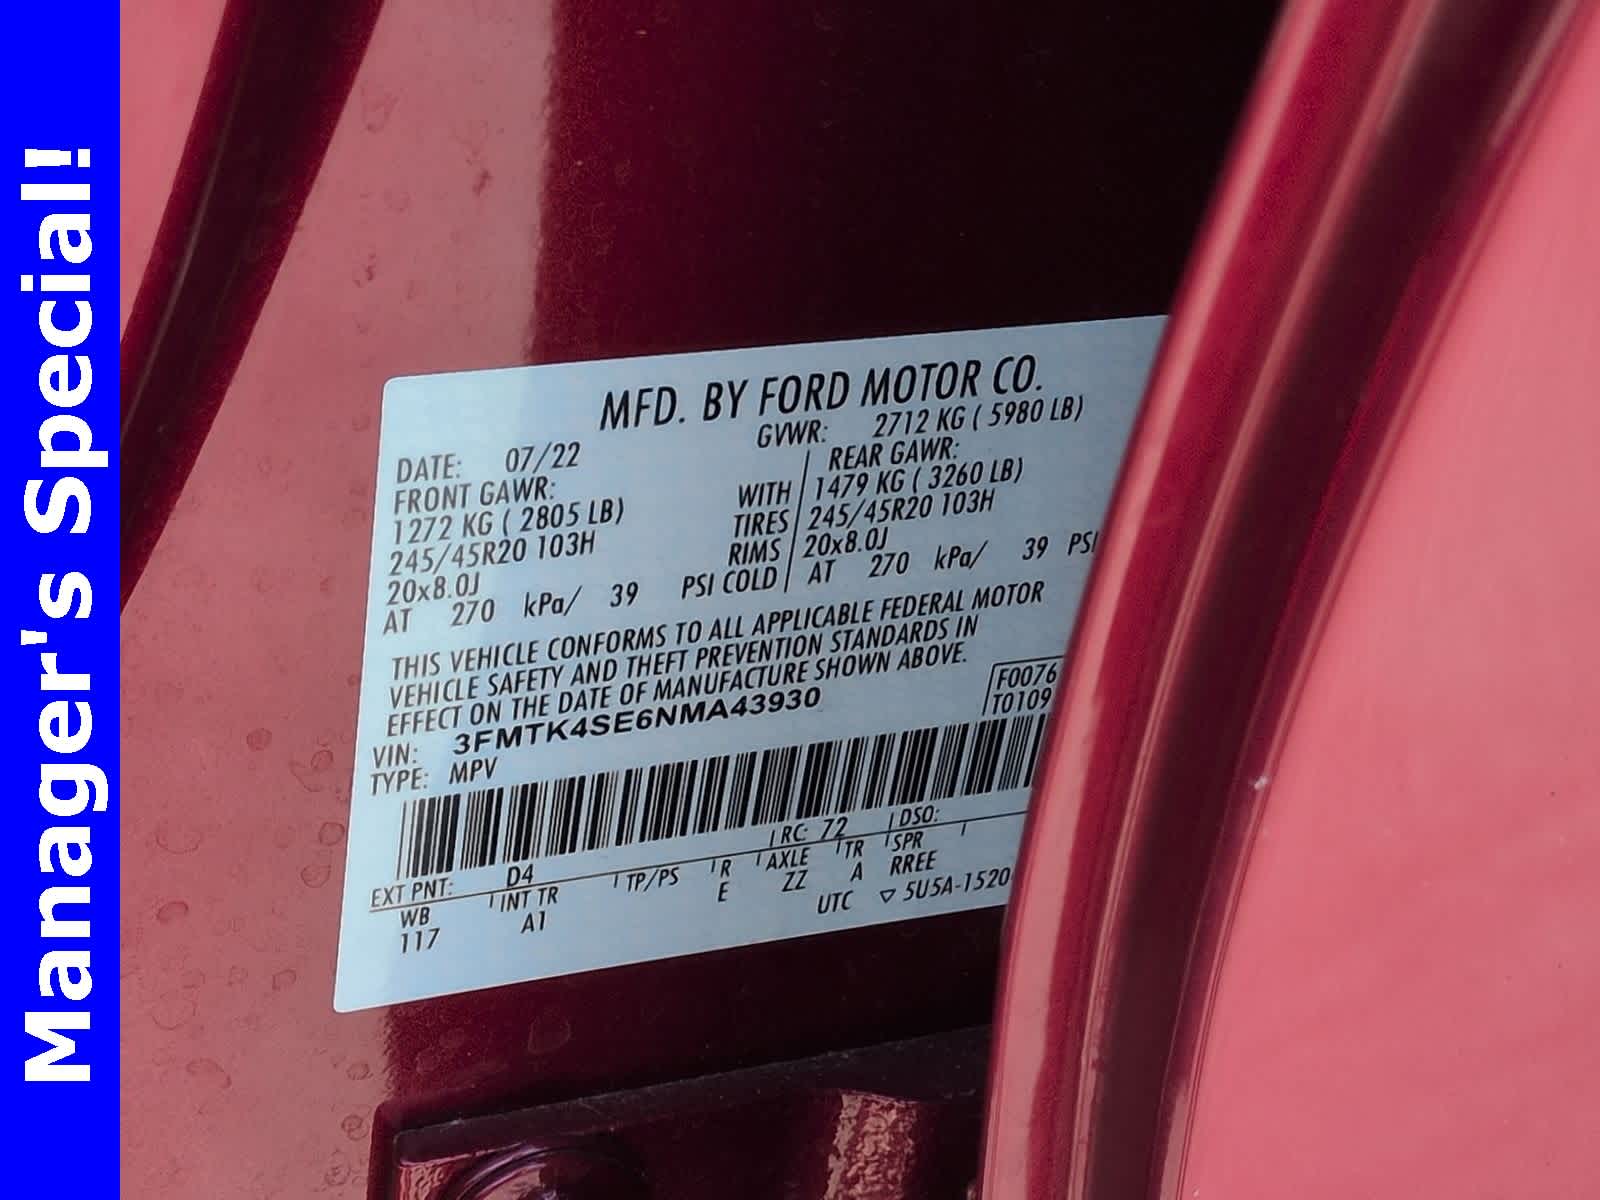 Manager's Special!
MFD. BY FORD MOTOR CO.
DATE: 07/22 GVWR: 2712 KG ( 5980 LB)
FRONT GAWR: REAR GAWR:
1272 KG ( 2805 LB) WITH 1479 KG ( 3260 LB)
245/45R20 103H TIRES 245/45R20 103H
20x8.0J RIMS 20x8.0J
AT 270 kPa/ 39 PSI COLD AT 270 kPa/ 39 PSI
THIS VEHICLE CONFORMS TO ALL APPLICABLE FEDERAL MOTOR
VEHICLE SAFETY AND THEFT PREVENTION STANDARDS IN
EFFECT ON THE DATE OF MANUFACTURE SHOWN ABOVE.
VIN: 3FMTK4SE6NMA43930 F0076
TYPE: MPV T0109
EXT PNT: D4 RC: 72 DSO:
WB INT TR TP/PS R AXLE TR SPR
117 A1 E ZZ A RREE
UTC ▽ 5U5A-1520